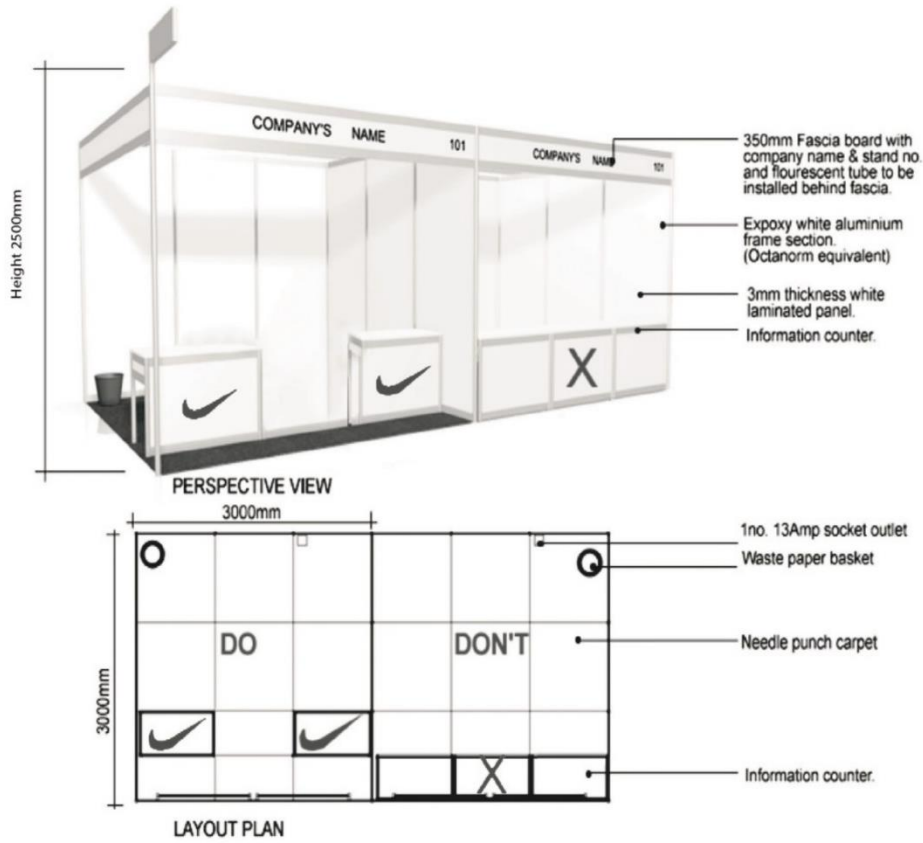 COMPANY'S NAME 101
COMPANY'S NAME 101
350mm Fascia board with
company name & stand no.
and flourescent tube to be
installed behind fascia.
Expoxy white aluminium
frame section.
(Octanorm equivalent)
3mm thickness white
laminated panel.
Information counter.
Height 2500mm
X
PERSPECTIVE VIEW
3000mm
1no. 13Amp socket outlet
Waste paper basket
DO
DON'T
Needle punch carpet
3000mm
X
Information counter.
LAYOUT PLAN